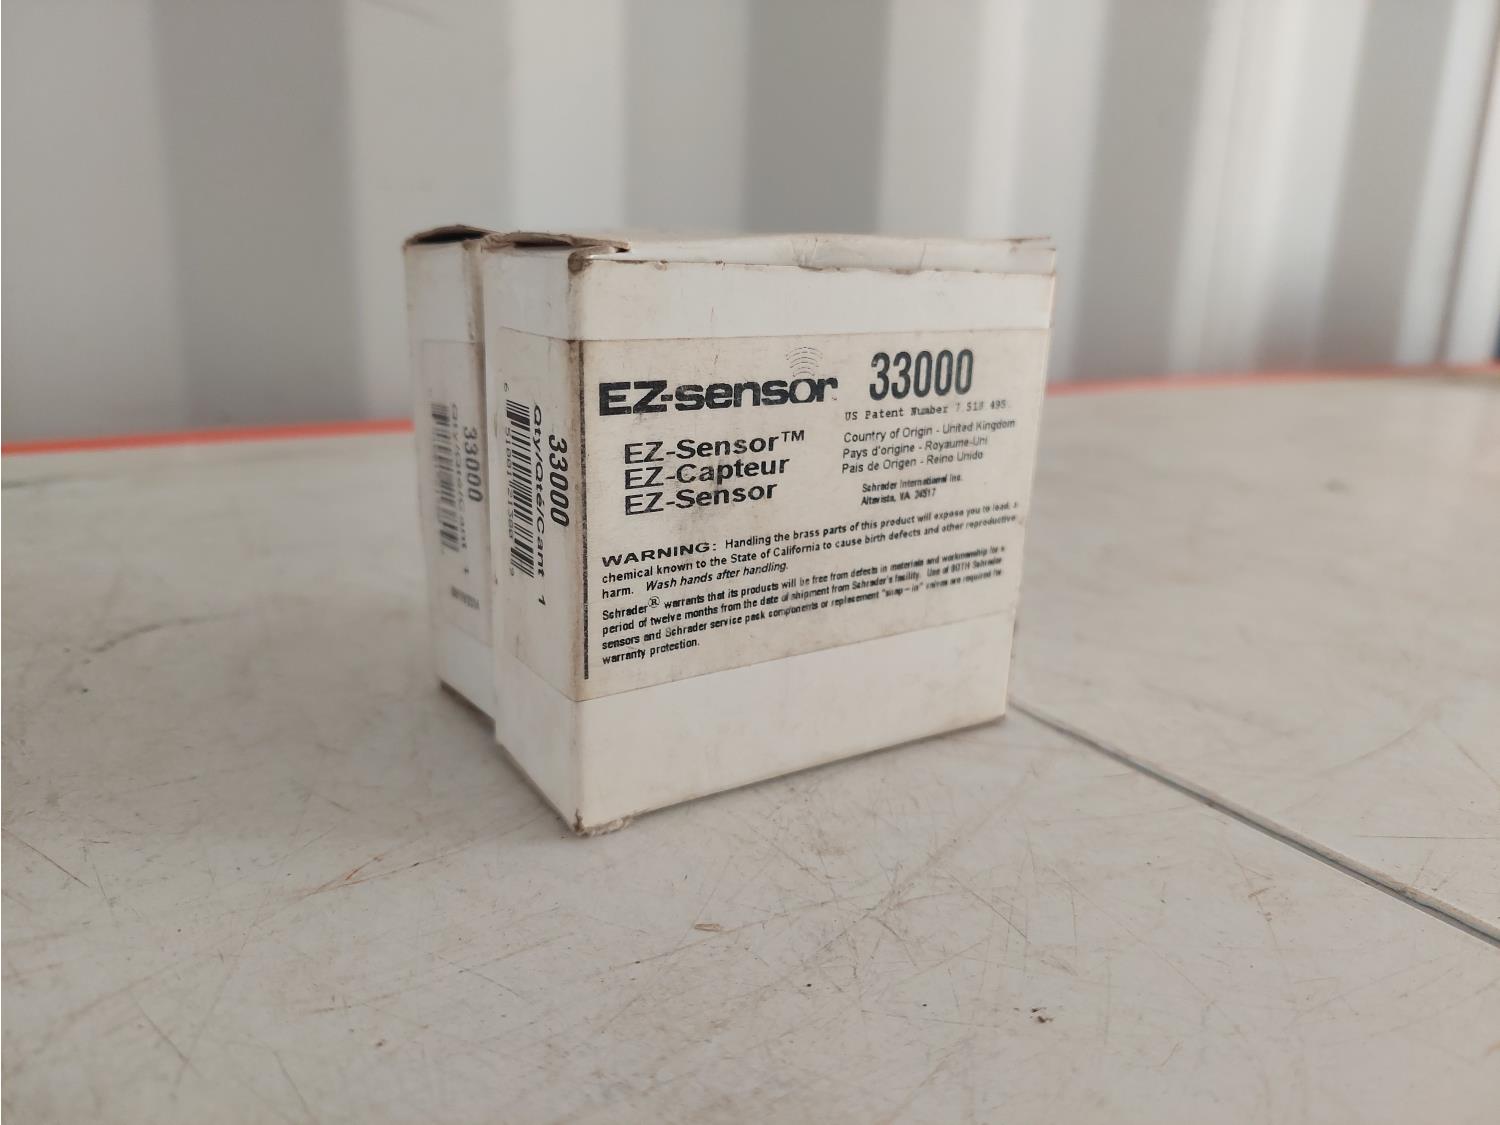 EZ-sensor
33000
US Patent Number 7 518 495
EZ-Sensor™
EZ-Capteur
EZ-Sensor
Country of Origin - United Kingdom
Pays d'origine - Royaume-Uni
Pais de Origen - Reino Unido
Schrader International Inc.
Altavista, VA 24517
WARNING: Handling the brass parts of this product will expose you to lead, a
chemical known to the State of California to cause birth defects and other reproductive
harm. Wash hands after handling.
Schrader® warrants that its products will be free from defects in materials and workmanship for a
period of twelve months from the date of shipment from Schrader's facility. Use of BOTH Schrader
sensors and Schrader service pack components or replacement "snap-in" valves are required for
warranty protection.
33000
Qty/Qté/Cant 1
33000
Qty/Qté/Cant 1